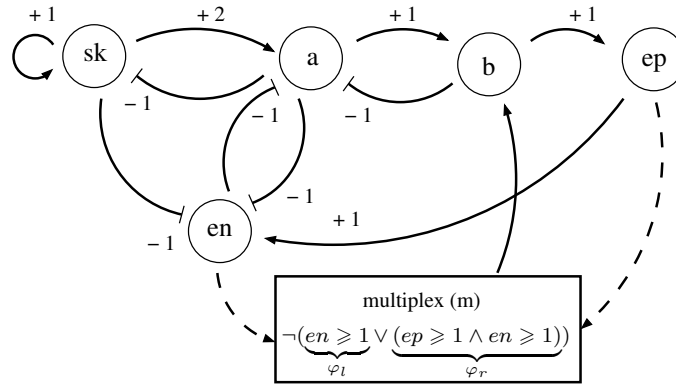 + 1
+ 2
+ 1
+ 1
sk
a
b
ep
− 1
− 1
− 1
− 1
en
− 1
+ 1
multiplex (m)
¬(en ⩾ 1 ∨ (ep ⩾ 1 ∧ en ⩾ 1))
φl
φr